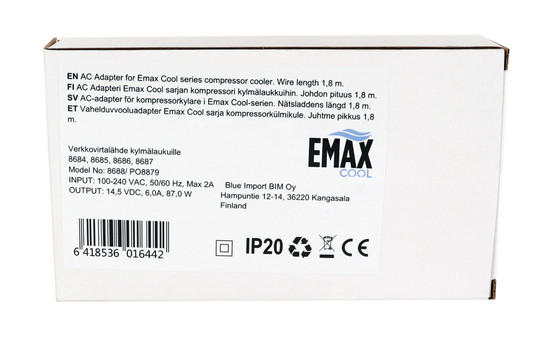 EN AC Adapter for Emax Cool series compressor cooler. Wire length 1,8 m.
FI AC Adapteri Emax Cool sarjan kompressori kylmälaukkuihin. Johdon pituus 1,8 m.
SV AC-adapter för kompressorkylare i Emax Cool-serien. Nätsladdens längd 1,8 m.
ET Vahelduvvooluadapter Emax Cool sarja kompressorkülmikule. Juhtme pikkus 1,8
m.
Verkkovirtalähde kylmälaukuille
8684, 8685, 8686, 8687
Model No: 8688/ PO8879
INPUT: 100-240 VAC, 50/60 Hz, Max 2A
OUTPUT: 14,5 VDC, 6,0A, 87,0 W
EMAX
COOL
Blue Import BIM Oy
Hampuntie 12-14, 36220 Kangasala
Finland
6 418536 016442
IP20 CE